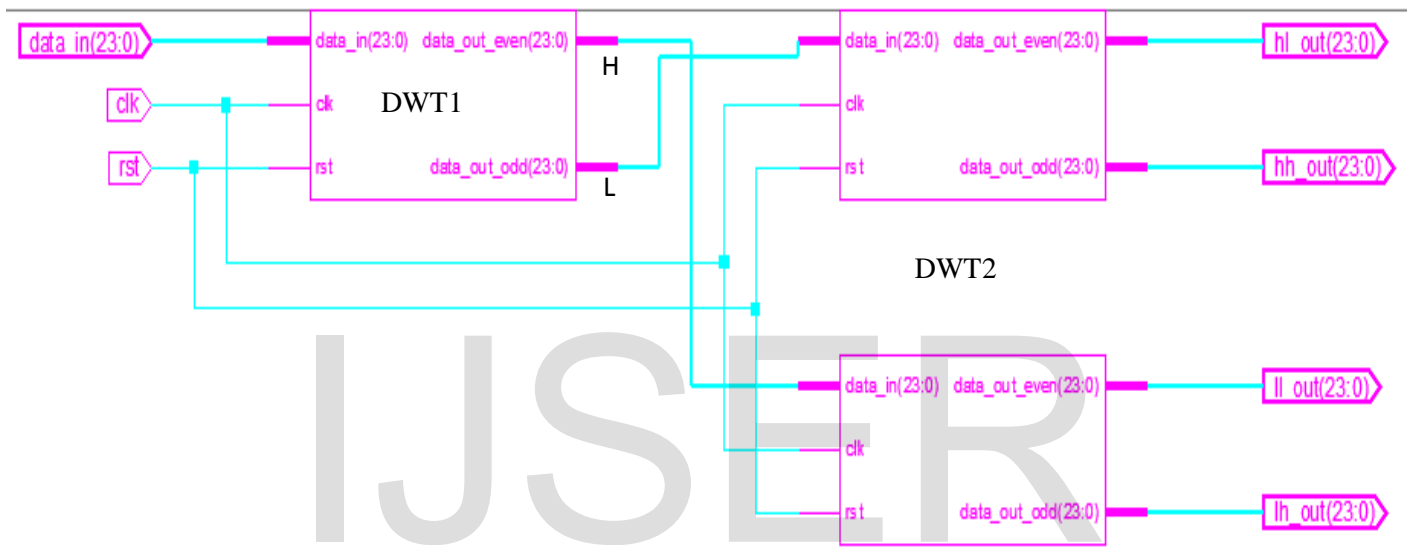 data_in(23:0)
clk
rst
data_in(23:0) data_out_even(23:0)
clk
DWT1
rst
data_out_odd(23:0)
H
L
data_in(23:0) data_out_even(23:0)
clk
rst
data_out_odd(23:0)
hl_out(23:0)
hh_out(23:0)
DWT2
data_in(23:0) data_out_even(23:0)
clk
rst
data_out_odd(23:0)
ll_out(23:0)
lh_out(23:0)
IJSER